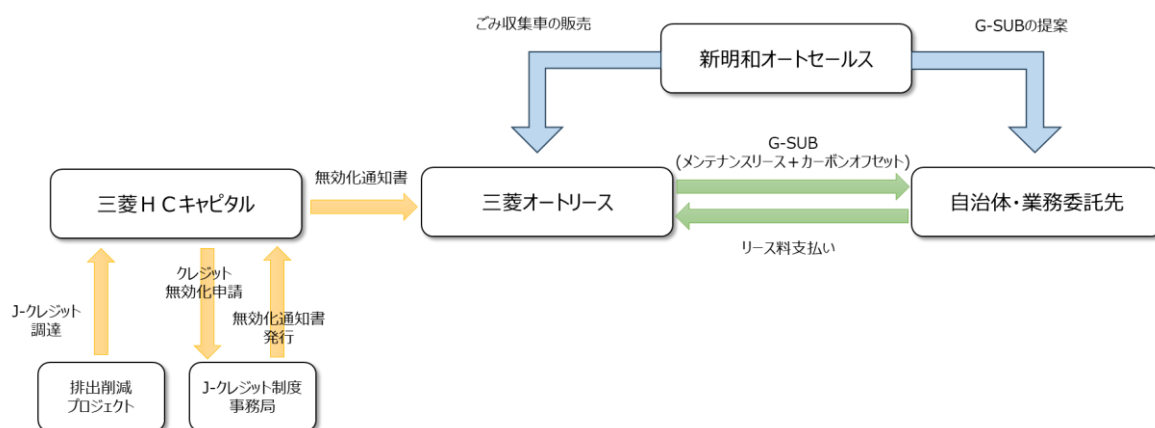 ごみ収集車の販売
G-SUBの提案
新明和オートセールス
G-SUB
(メンテナンスリース+カーボンオフセット)
無効化通知書
三菱HCキャピタル
三菱オートリース
自治体・業務委託先
リース料支払い
クレジット
無効化申請
J-クレジット
調達
無効化通知書
発行
排出削減
プロジェクト
J-クレジット制度
事務局